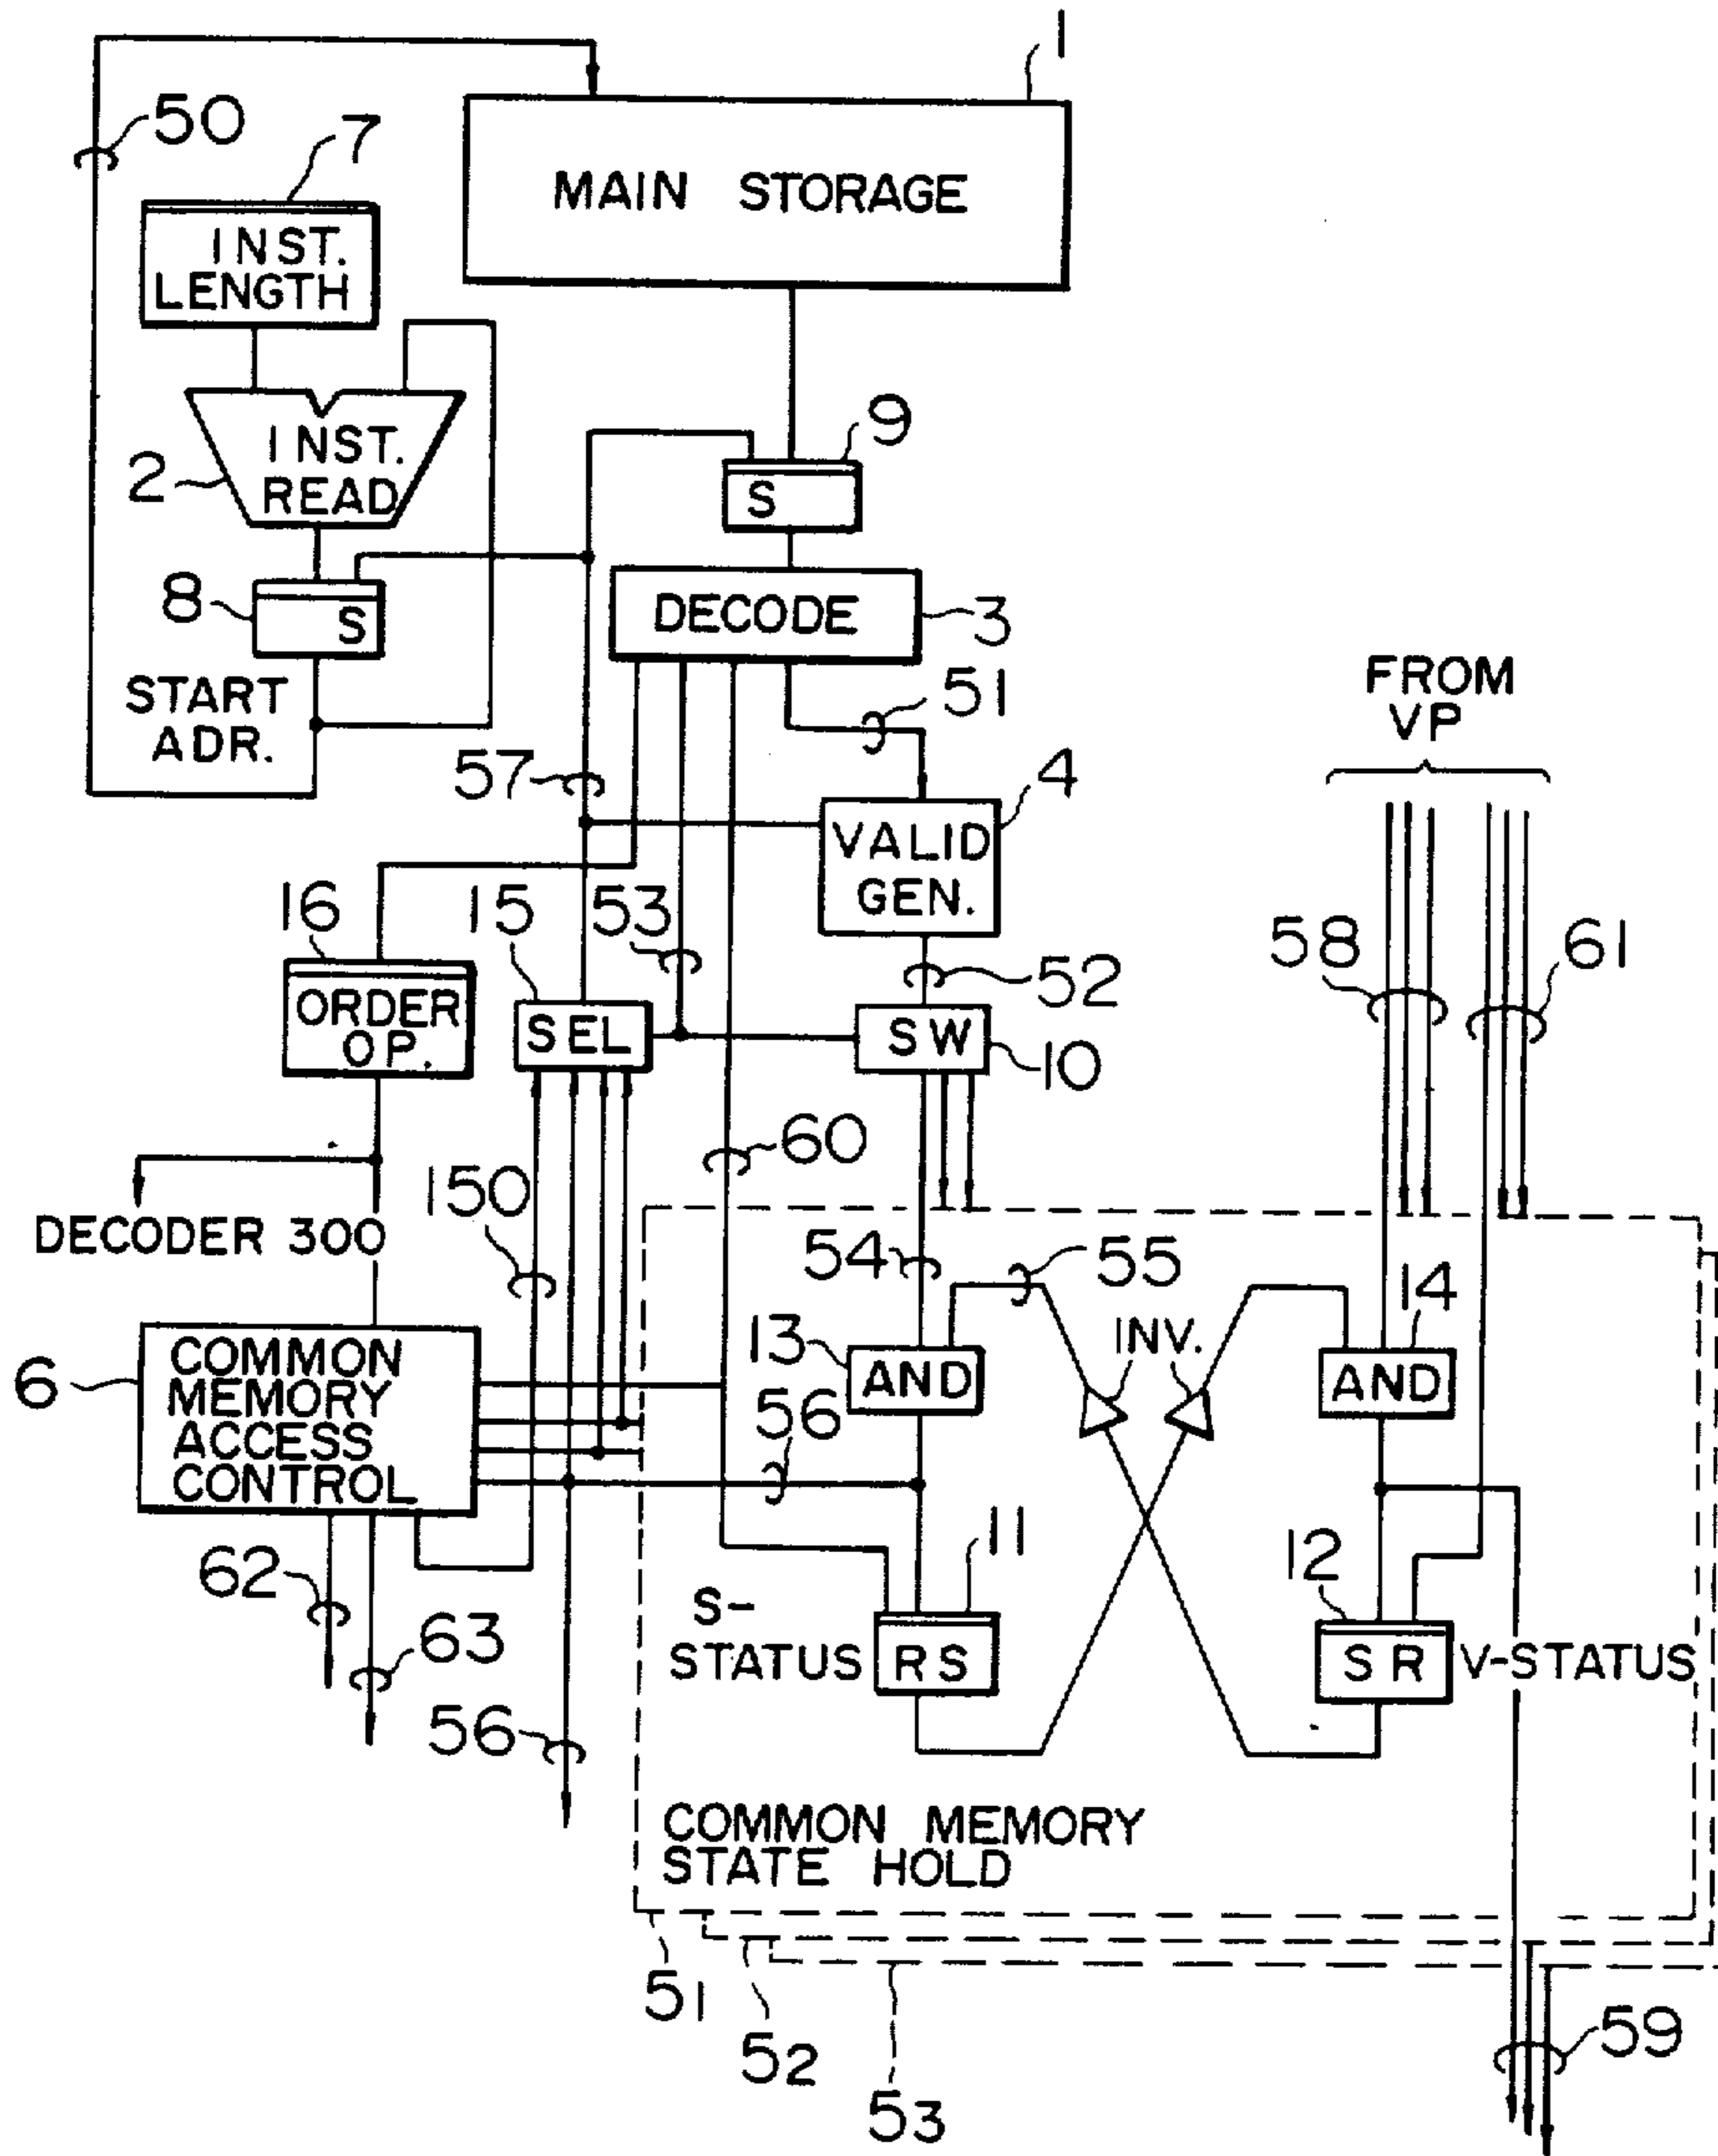 1
50
7
MAIN STORAGE
INST.
LENGTH
9
2
INST.
READ
S
8
S
DECODE
3
START
ADR.
51
FROM
VP
57
4
VALID
GEN.
16
15
53
58
61
52
ORDER
OP.
SEL
SW
10
60
150
DECODER 300
54
55
14
INV.
13
6
COMMON
MEMORY
ACCESS
CONTROL
AND
AND
56
11
12
62
S-
STATUS
RS
SR
V-STATUS
63
56
COMMON MEMORY
STATE HOLD
51
52
53
59